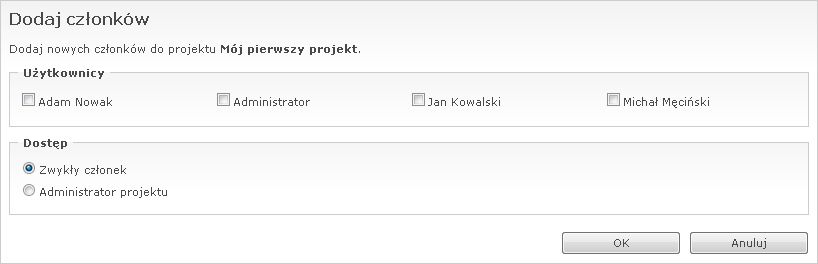 Dodaj członków
Dodaj nowych członków do projektu Mój pierwszy projekt.
Użytkownicy
Adam Nowak Administrator Jan Kowalski Michał Męciński
Dostęp
Zwykły członek
Administrator projektu
OK Anuluj